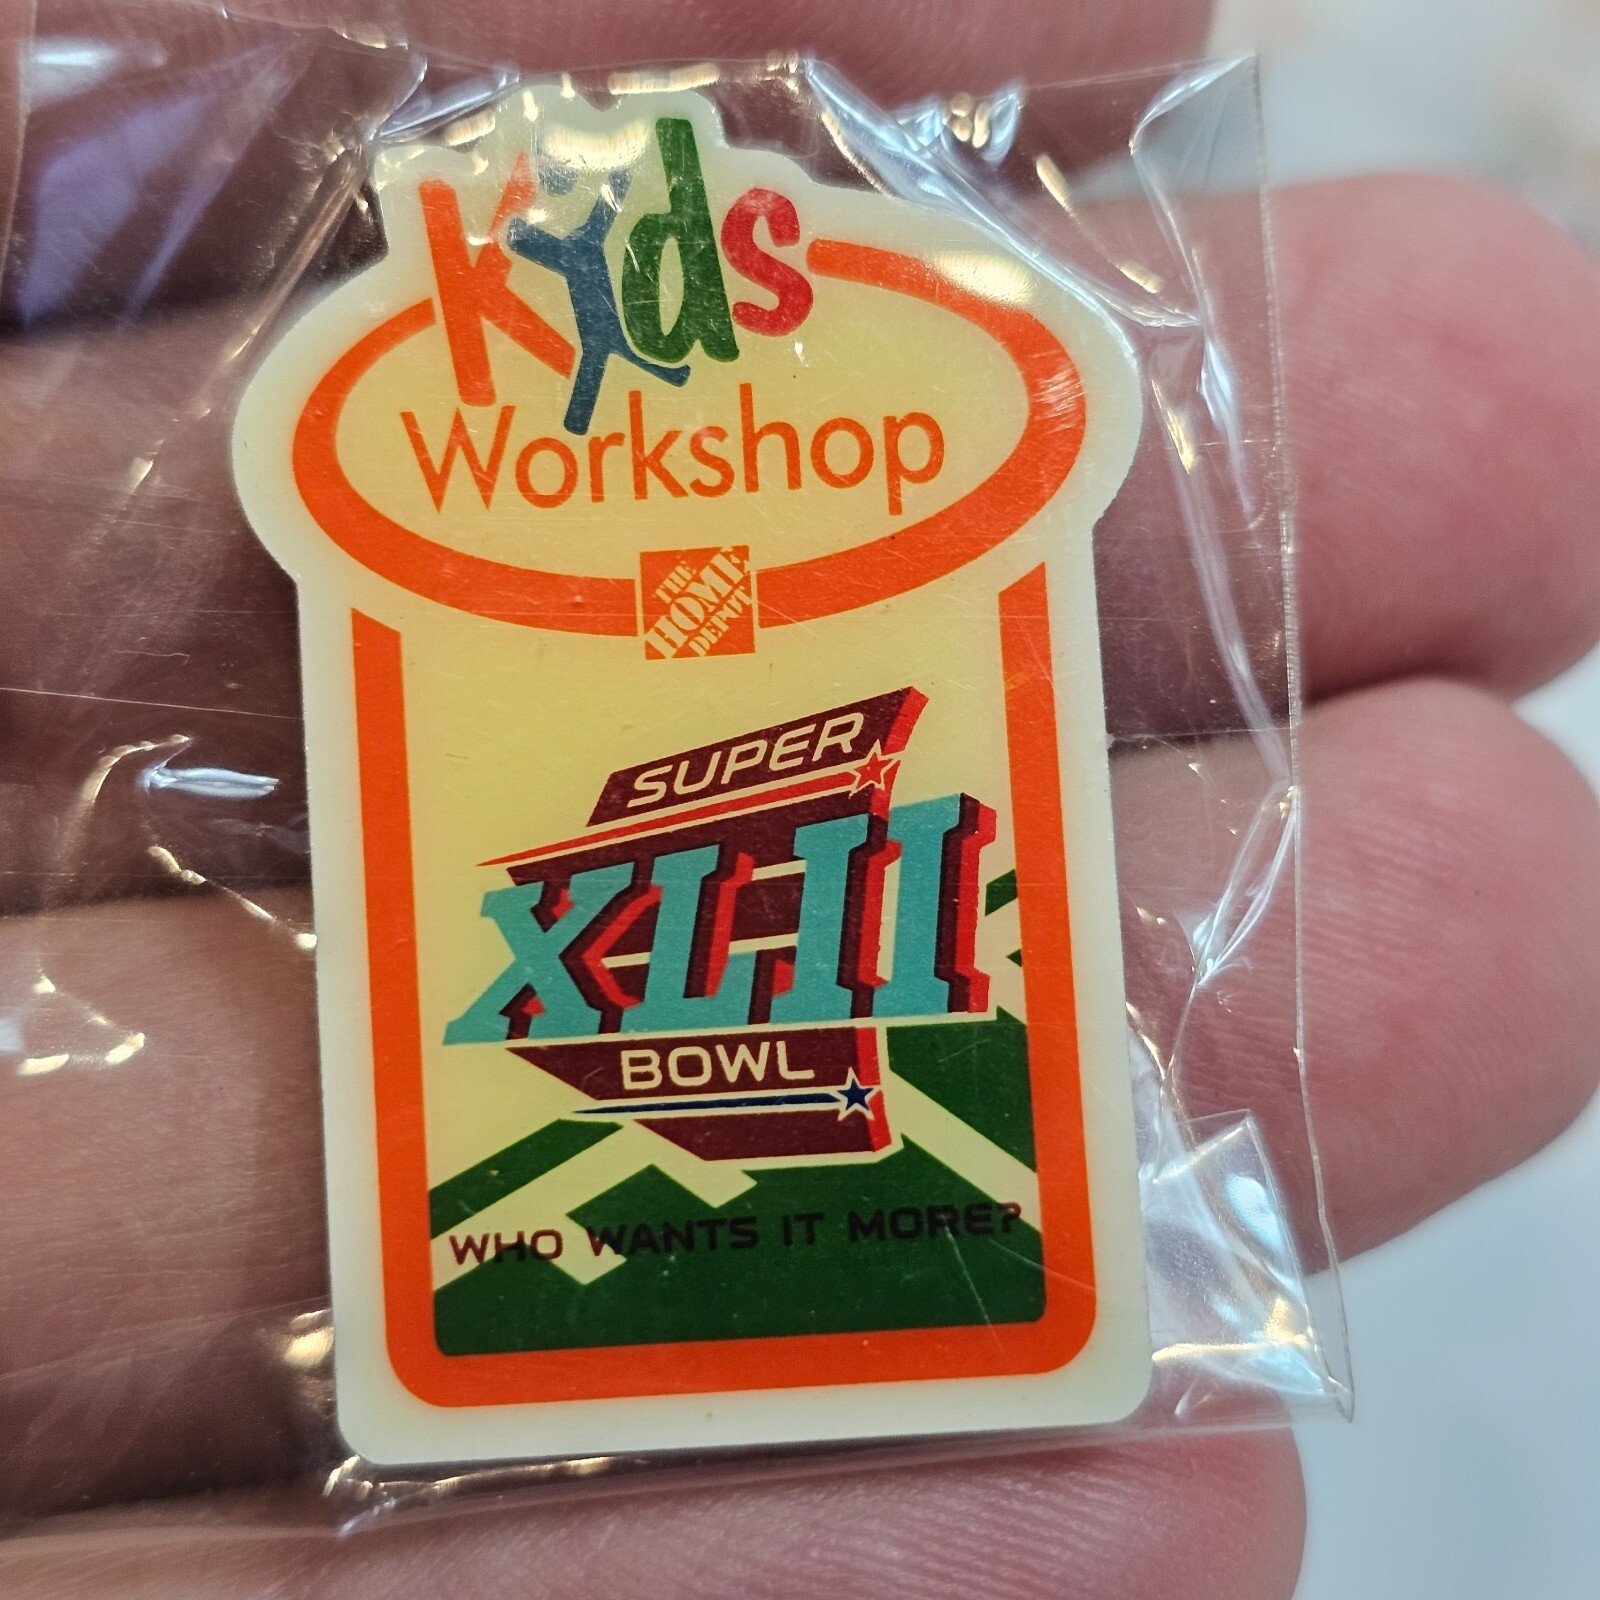 Kids
Workshop
THE
HOME
DEPOT
SUPER
XLII
BOWL
WHO WANTS IT MORE?